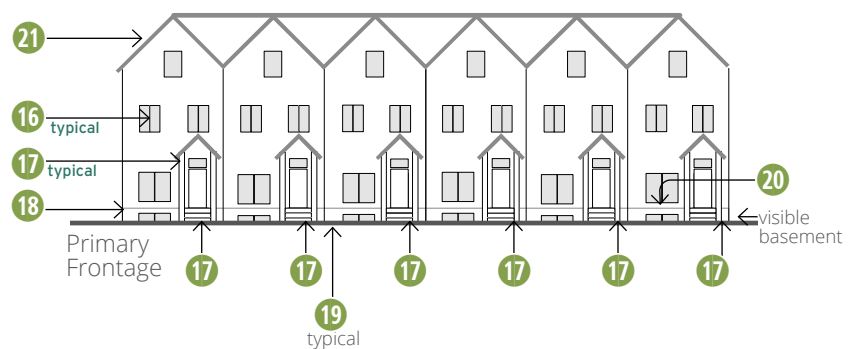 21
16
typical
17
typical
18
20
visible
basement
Primary
Frontage
17
17
17
17
17
17
19
typical